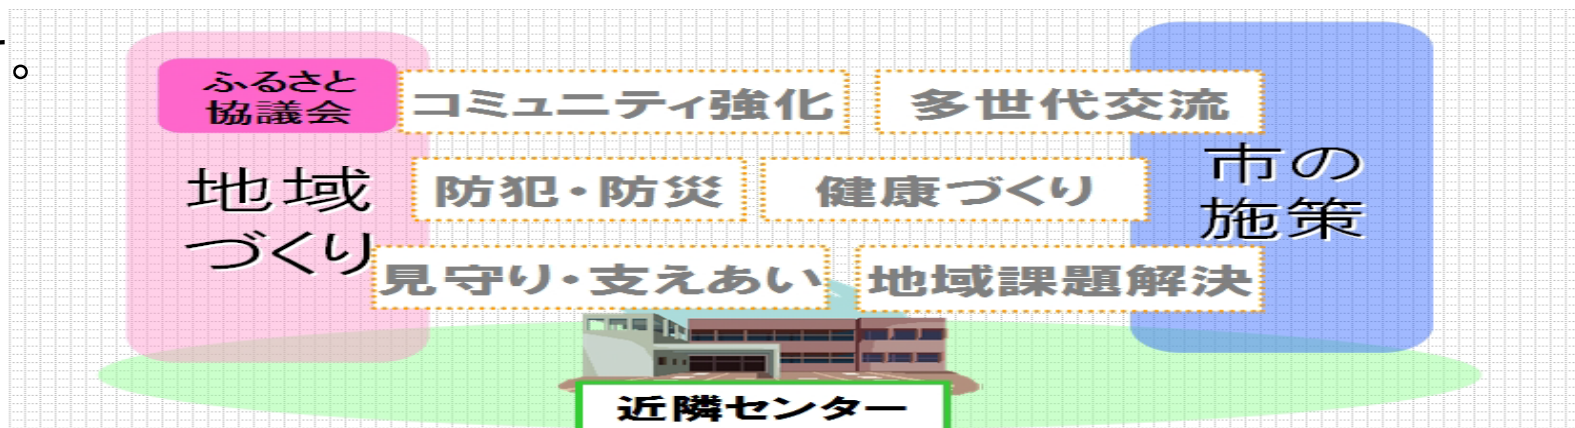 。
ふるさと
協議会
地域
づくり
コミュニティ強化
多世代交流
防犯・防災
健康づくり
見守り・支えあい
地域課題解決
市の
施策
近隣センター